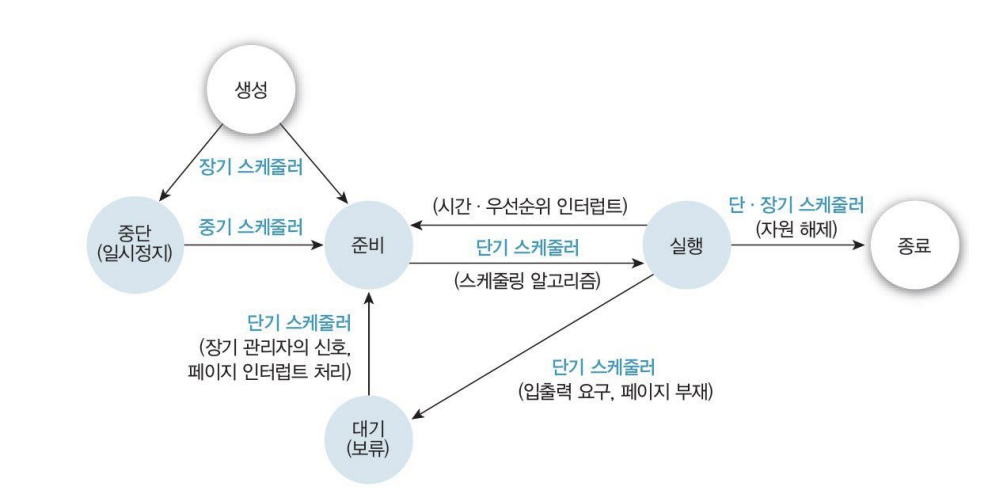 생성
장기 스케줄러
중단
(일시정지)
중기 스케줄러
준비
(시간 · 우선순위 인터럽트)
단기 스케줄러
(스케줄링 알고리즘)
실행
단 · 장기 스케줄러
(자원 해제)
종료
단기 스케줄러
(장기 관리자의 신호,
페이지 인터럽트 처리)
단기 스케줄러
(입출력 요구, 페이지 부재)
대기
(보류)